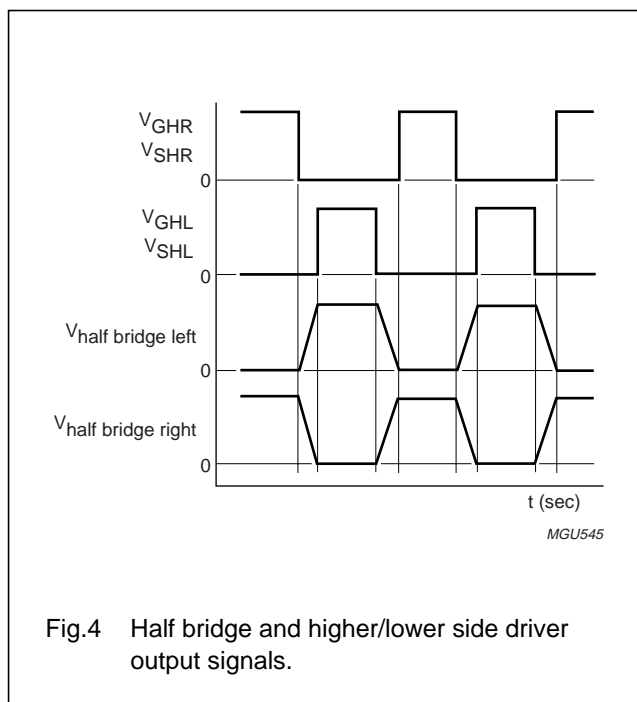 VGHR
VSHR
0
VGHL
VSHL
0
Vhalf bridge left
0
Vhalf bridge right
0
t (sec)
MGU545
Fig.4 Half bridge and higher/lower side driver
output signals.